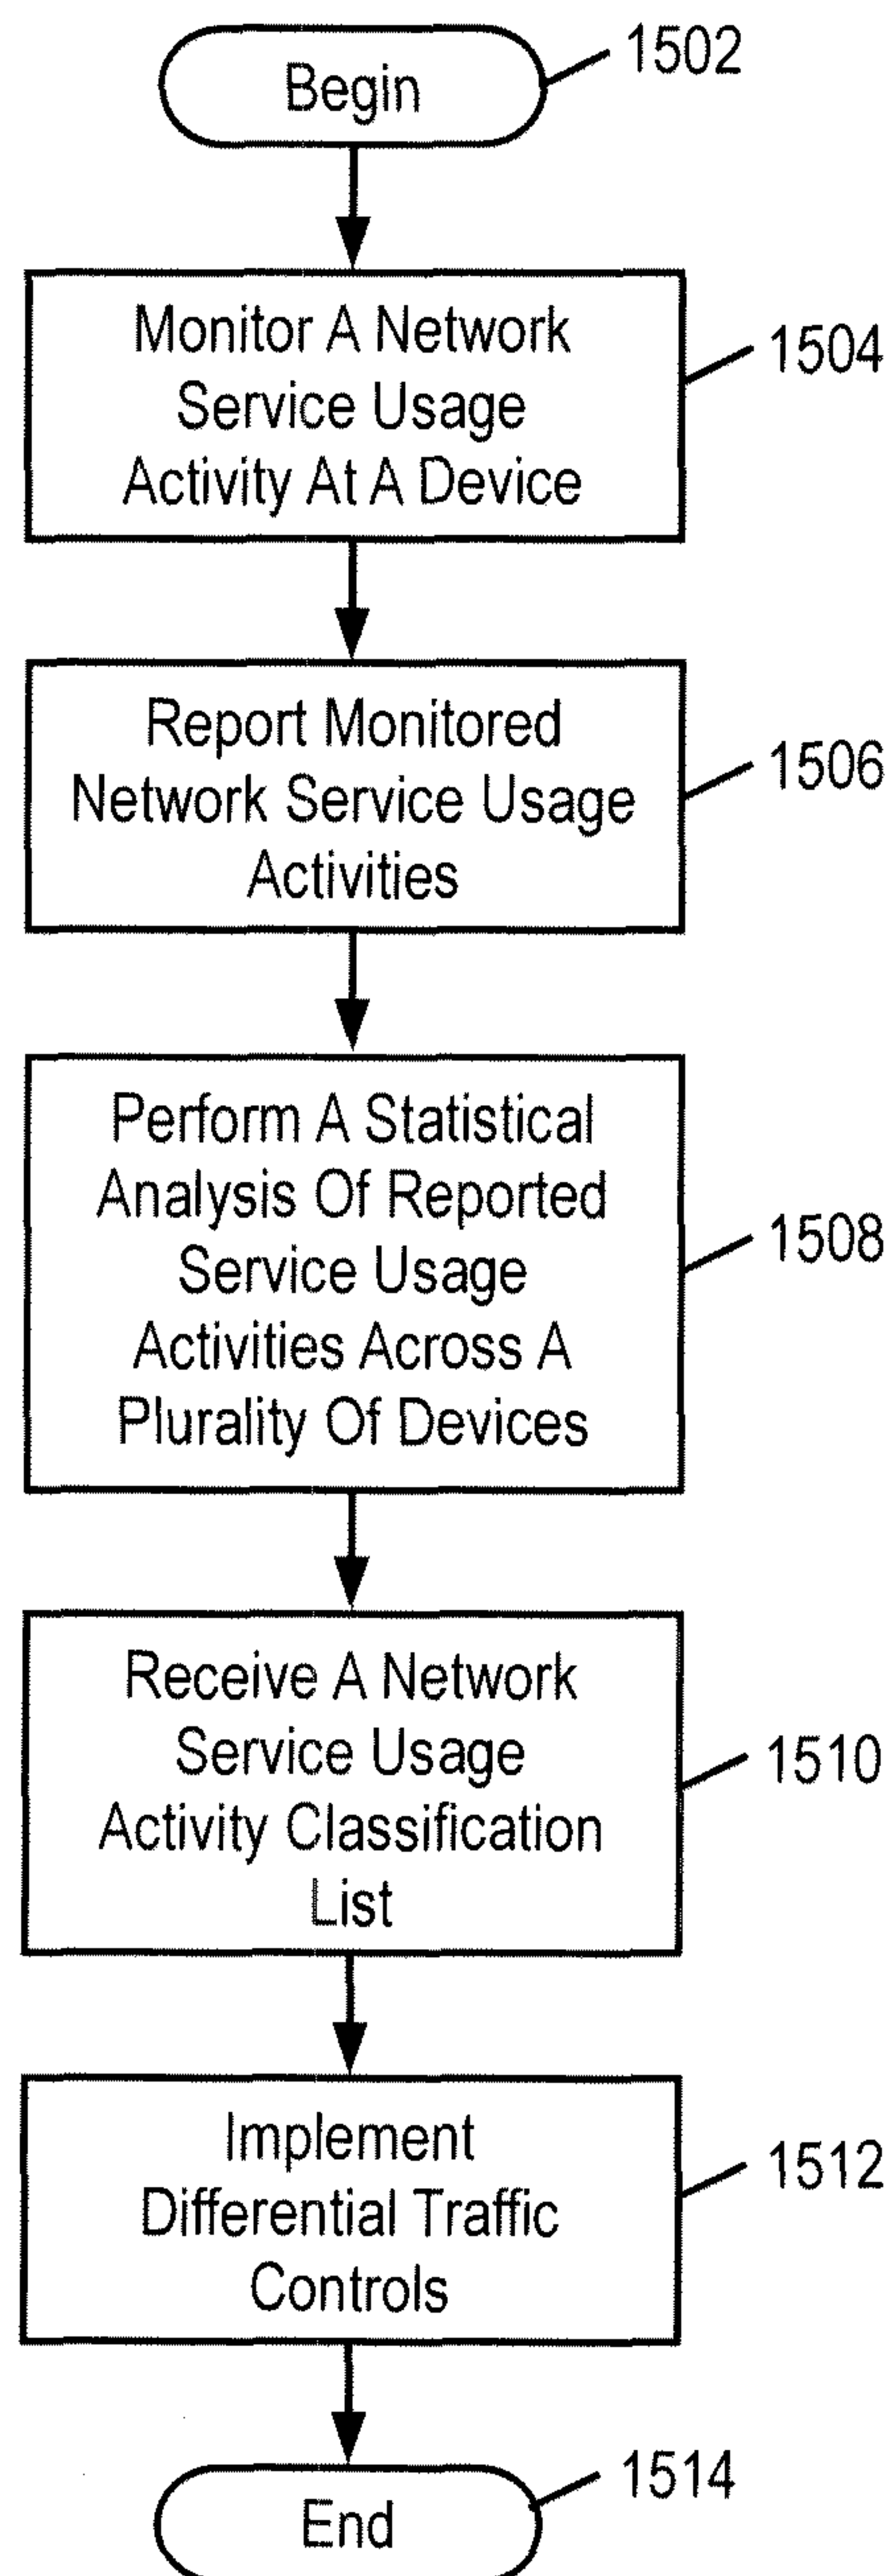 Begin
1502
Monitor A Network
Service Usage
Activity At A Device
1504
Report Monitored
Network Service Usage
Activities
1506
Perform A Statistical
Analysis Of Reported
Service Usage
Activities Across A
Plurality Of Devices
1508
Receive A Network
Service Usage
Activity Classification
List
1510
Implement
Differential Traffic
Controls
1512
End
1514